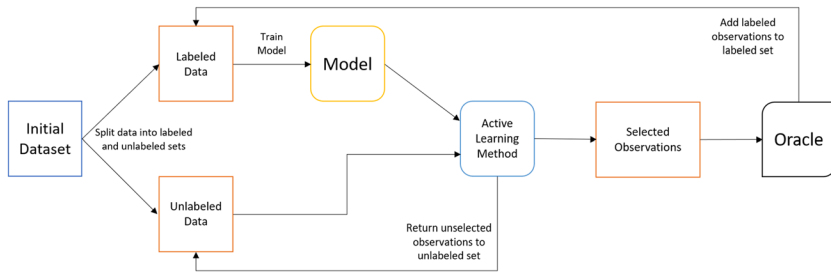 Add labeled
observations to
labeled set
Train
Model
Labeled
Data
Model
Initial
Dataset
Split data into labeled
and unlabeled sets
Active
Learning
Method
Selected
Observations
Oracle
Unlabeled
Data
Return unselected
observations to
unlabeled set